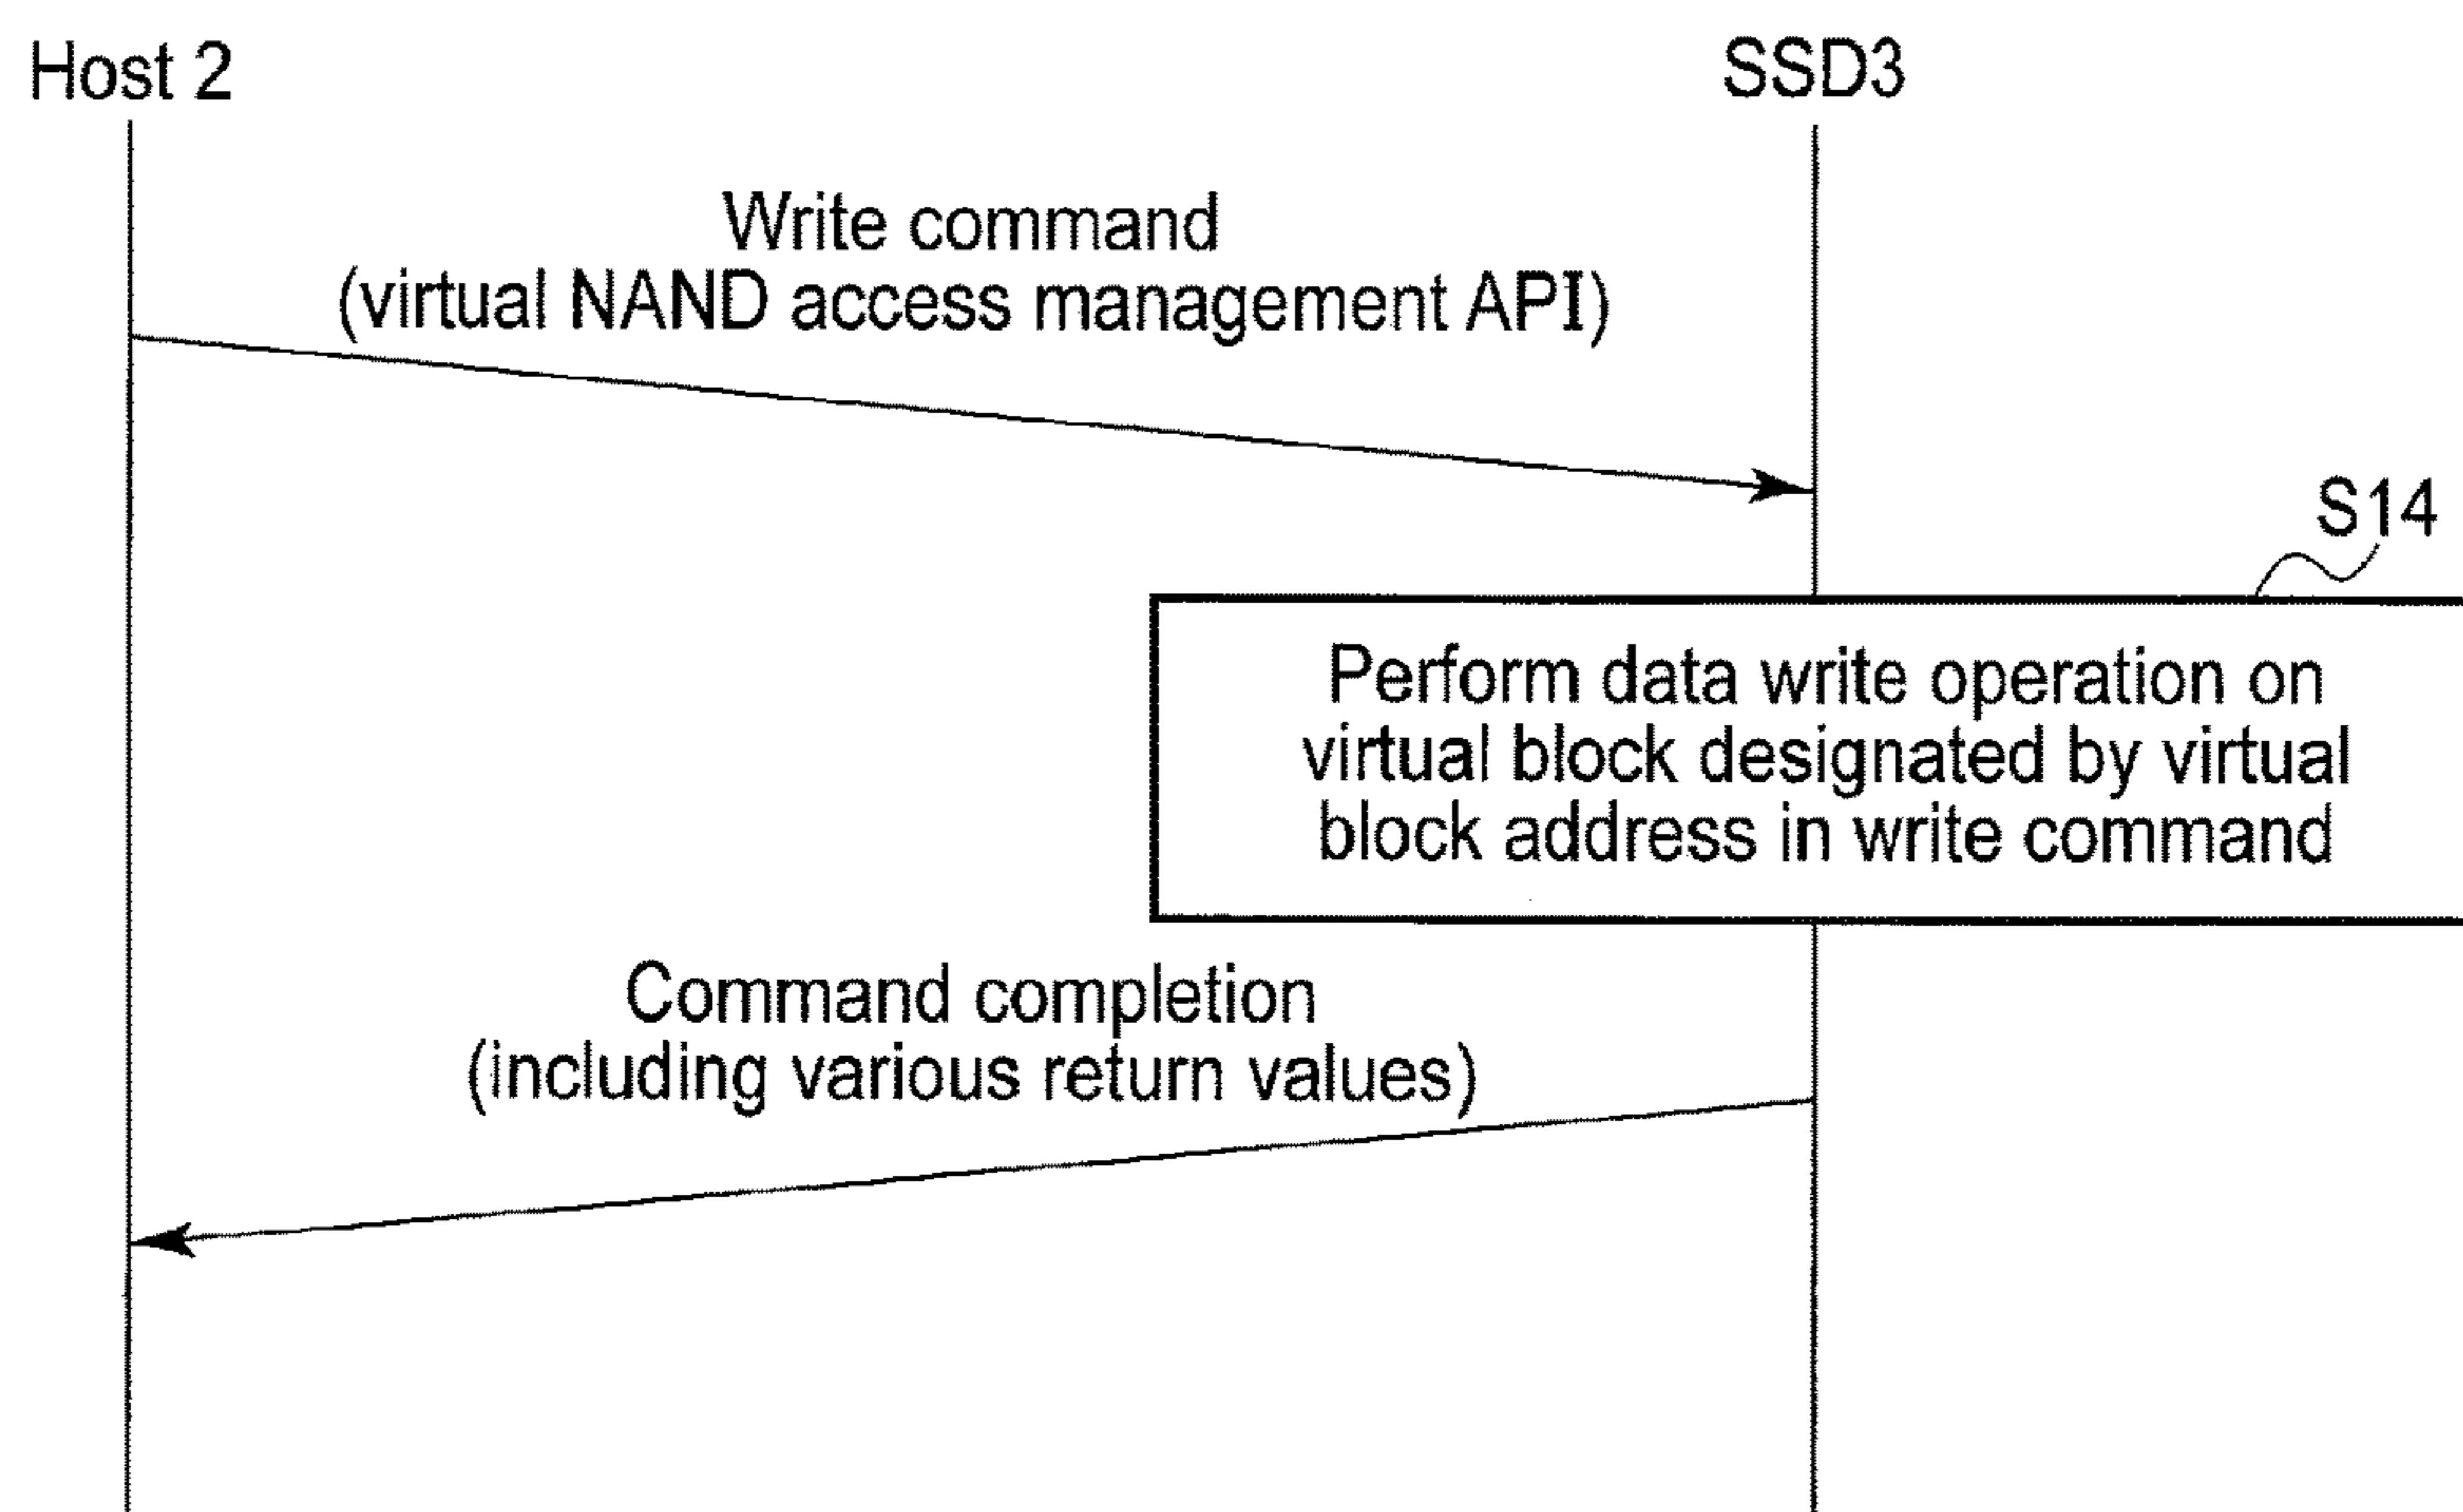 Host 2
SSD3
Write command
(virtual NAND access management API)
S14
Perform data write operation on
virtual block designated by virtual
block address in write command
Command completion
(including various return values)